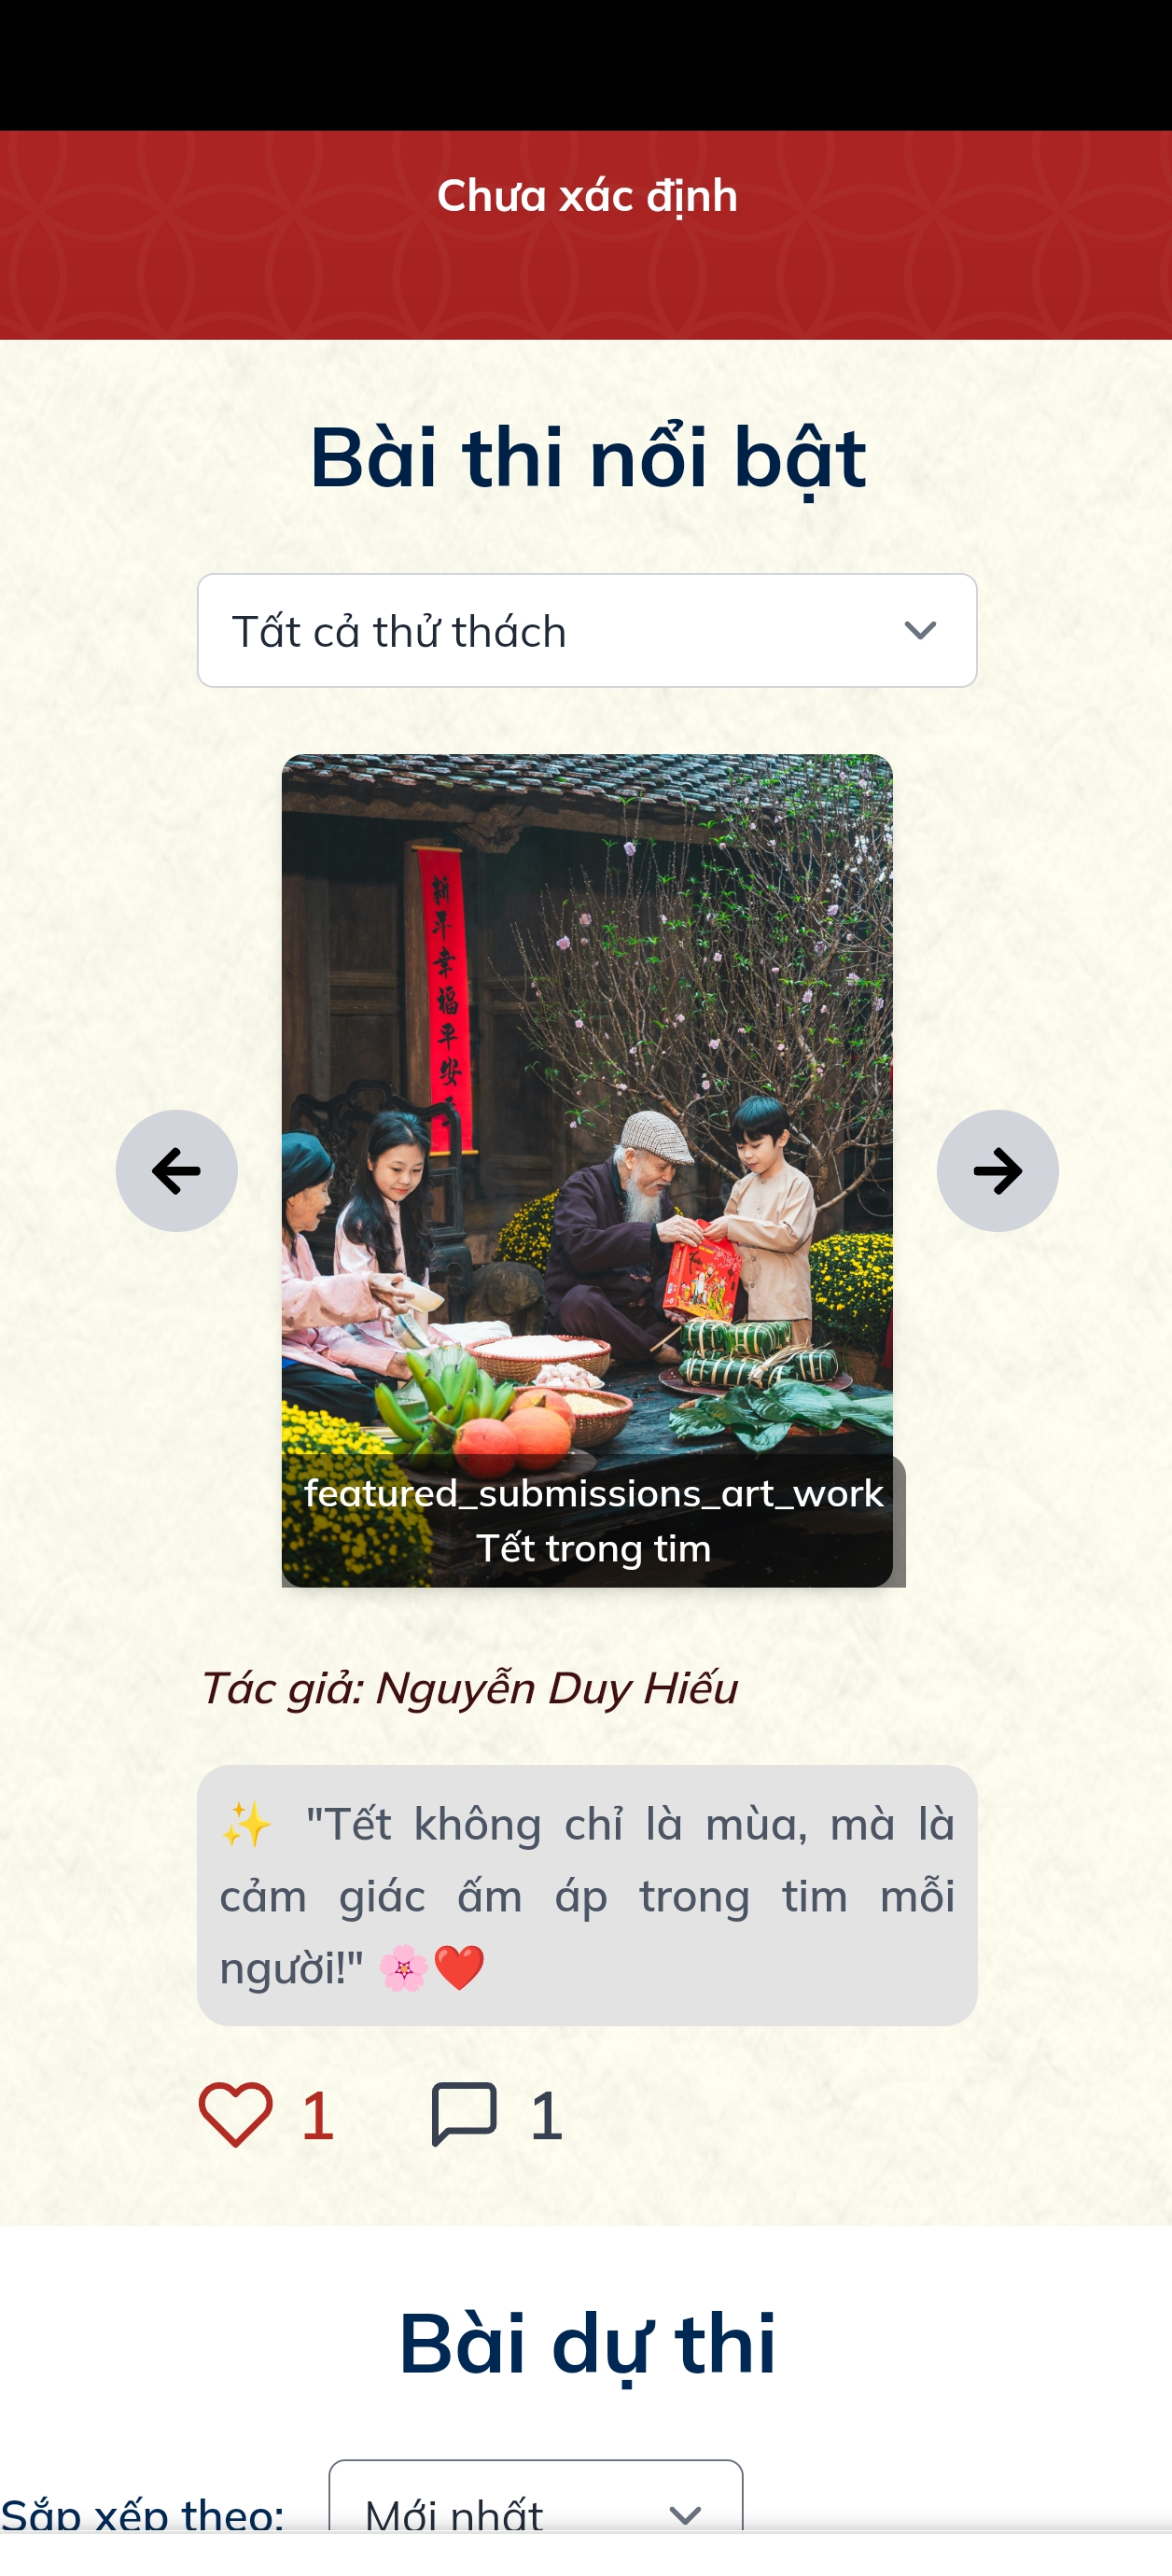 Chưa xác định
Bài thi nổi bật
Tất cả thử thách
新
年
幸
福
平
安
featured_submissions_art_work
Tết trong tim
Tác giả: Nguyễn Duy Hiếu
✨ "Tết không chỉ là mùa, mà là
cảm giác ấm áp trong tim mỗi
người!" 🌸❤️
1 1
Bài dự thi
Sắp xếp theo: Mới nhất